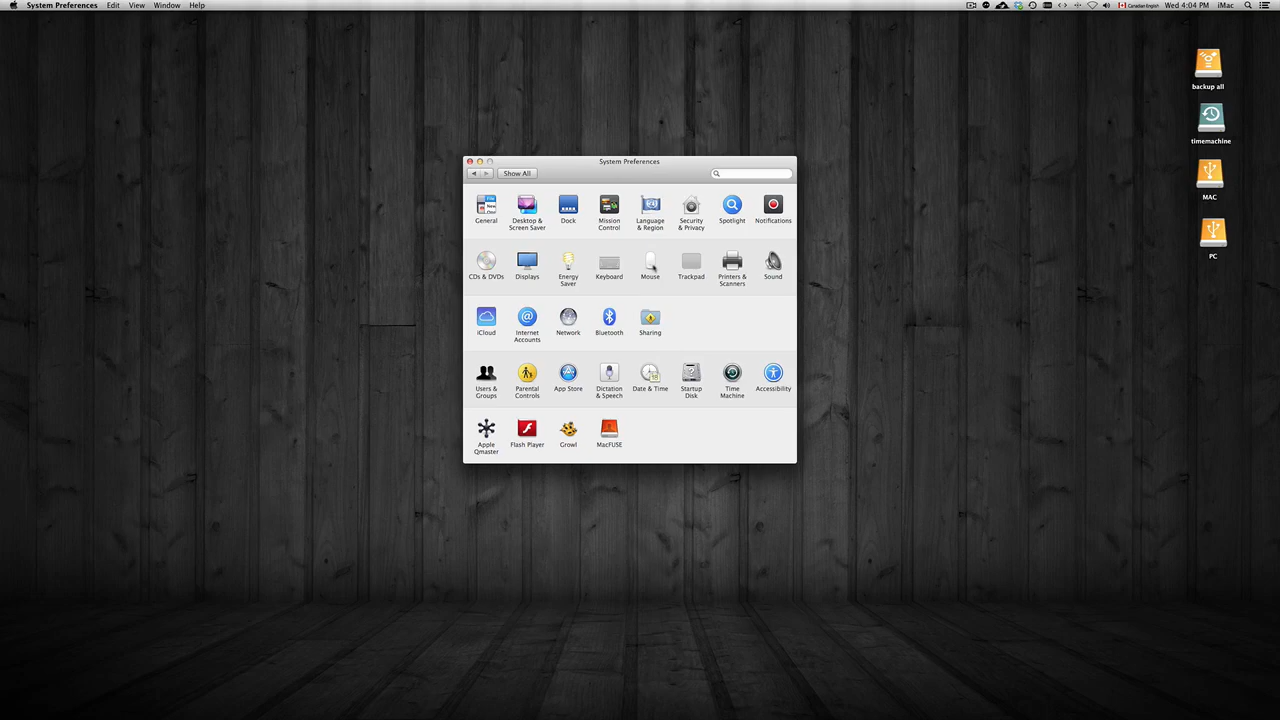 System Preferences Edit View Window Help
Canadian English Wed 4:04 PM iMac
backup all
timemachine
MAC
PC
System Preferences
Show All
General Desktop & Screen Saver Dock Mission Control Language & Region Security & Privacy Spotlight Notifications
CDs & DVDs Displays Energy Saver Keyboard Mouse Trackpad Printers & Scanners Sound
iCloud Internet Accounts Network Bluetooth Sharing
Users & Groups Parental Controls App Store Dictation & Speech Date & Time Startup Disk Time Machine Accessibility
Apple Qmaster Flash Player Growl MacFUSE